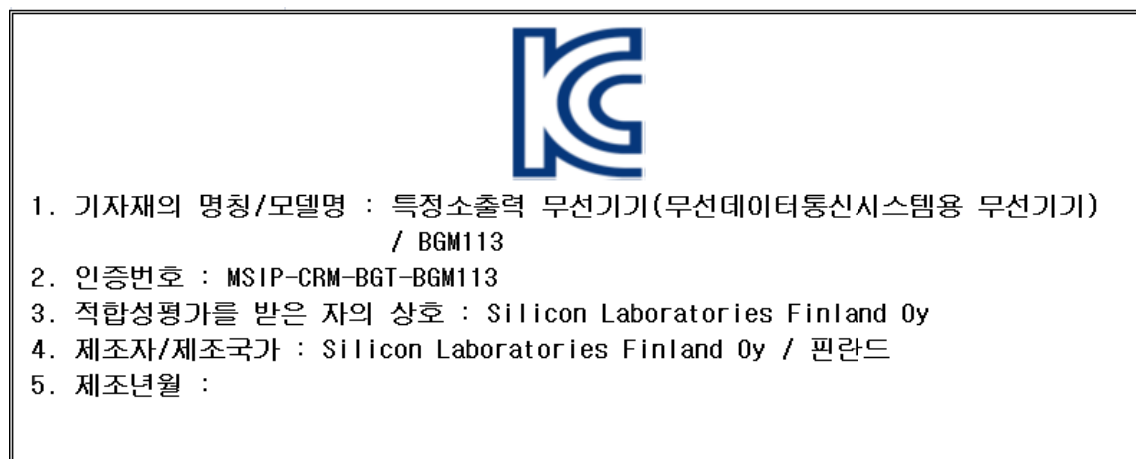 KC
1. 기자재의 명칭/모델명 : 특정소출력 무선기기(무선데이터통신시스템용 무선기기)
/ BGM113
2. 인증번호 : MSIP-CRM-BGT-BGM113
3. 적합성평가를 받은 자의 상호 : Silicon Laboratories Finland Oy
4. 제조자/제조국가 : Silicon Laboratories Finland Oy / 핀란드
5. 제조년월 :